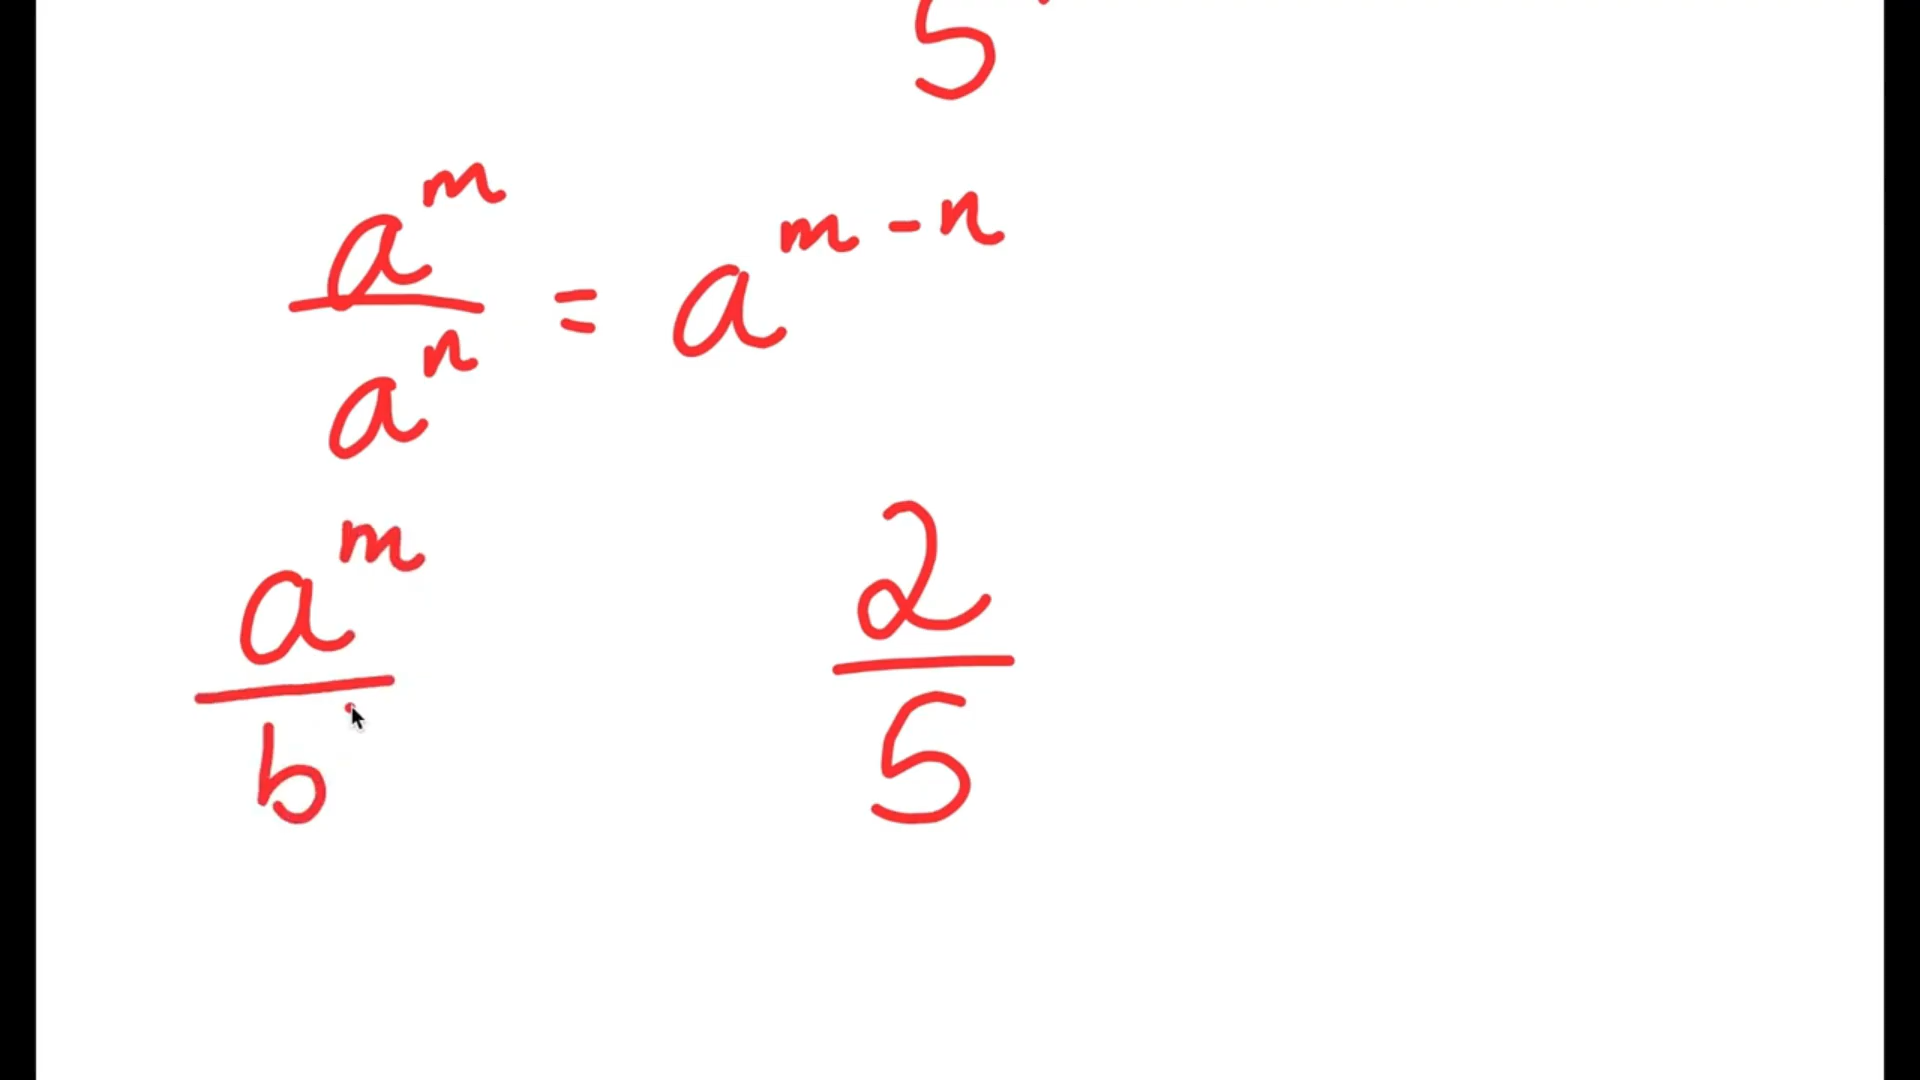 5
a^m / a^n = a^(m-n)
a^m / b
2 / 5